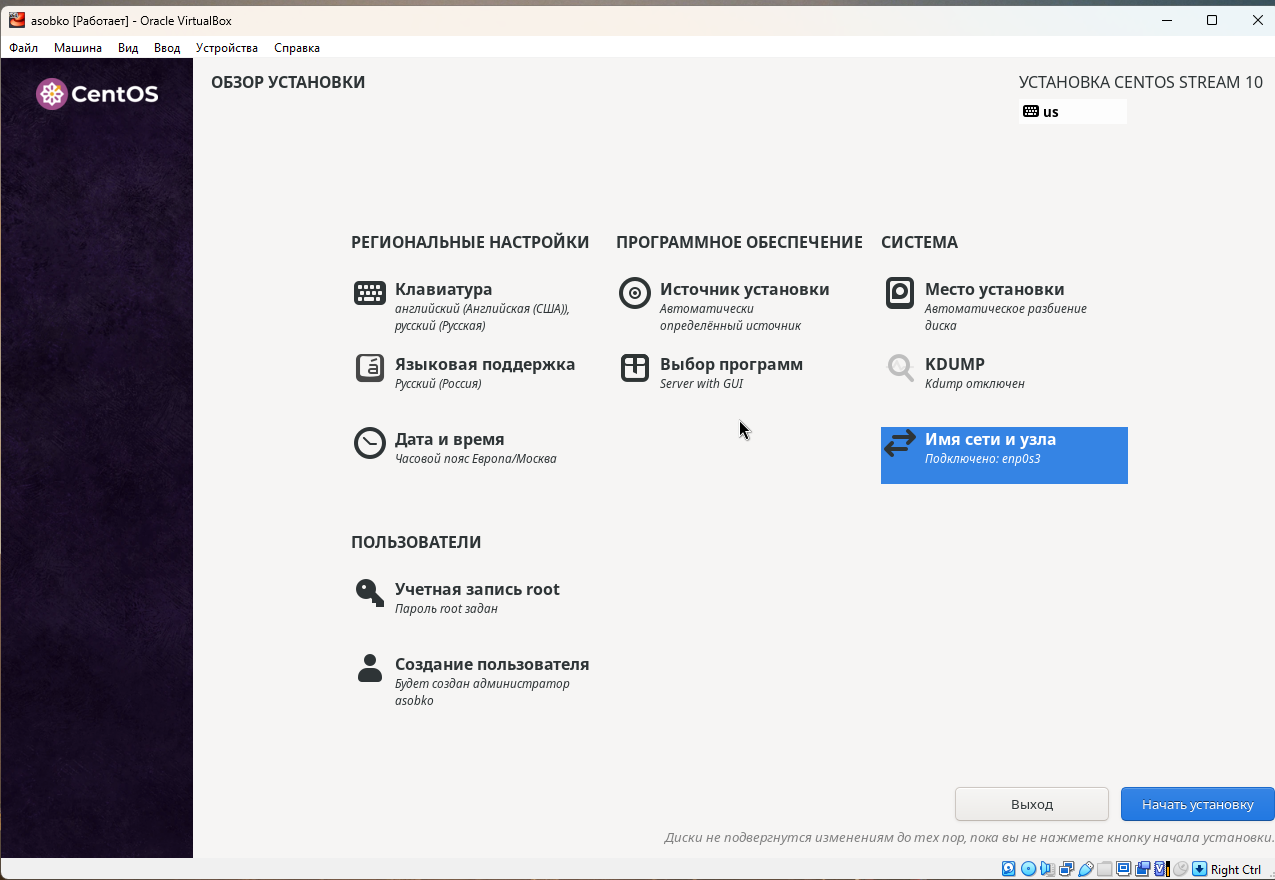 asobko [Работает] - Oracle VirtualBox
Файл Машина Вид Ввод Устройства Справка
CentOS
ОБЗОР УСТАНОВКИ
УСТАНОВКА CENTOS STREAM 10
us
РЕГИОНАЛЬНЫЕ НАСТРОЙКИ
Клавиатура
английский (Английская (США)),
русский (Русская)
Языковая поддержка
Русский (Россия)
Дата и время
Часовой пояс Европа/Москва
ПРОГРАММНОЕ ОБЕСПЕЧЕНИЕ
Источник установки
Автоматически
определённый источник
Выбор программ
Server with GUI
СИСТЕМА
Место установки
Автоматическое разбиение
диска
KDUMP
Kdump отключен
Имя сети и узла
Подключено: enp0s3
ПОЛЬЗОВАТЕЛИ
Учетная запись root
Пароль root задан
Создание пользователя
Будет создан администратор
asobko
Выход
Начать установку
Диски не подвергнутся изменениям до тех пор, пока вы не нажмете кнопку начала установки.
Right Ctrl